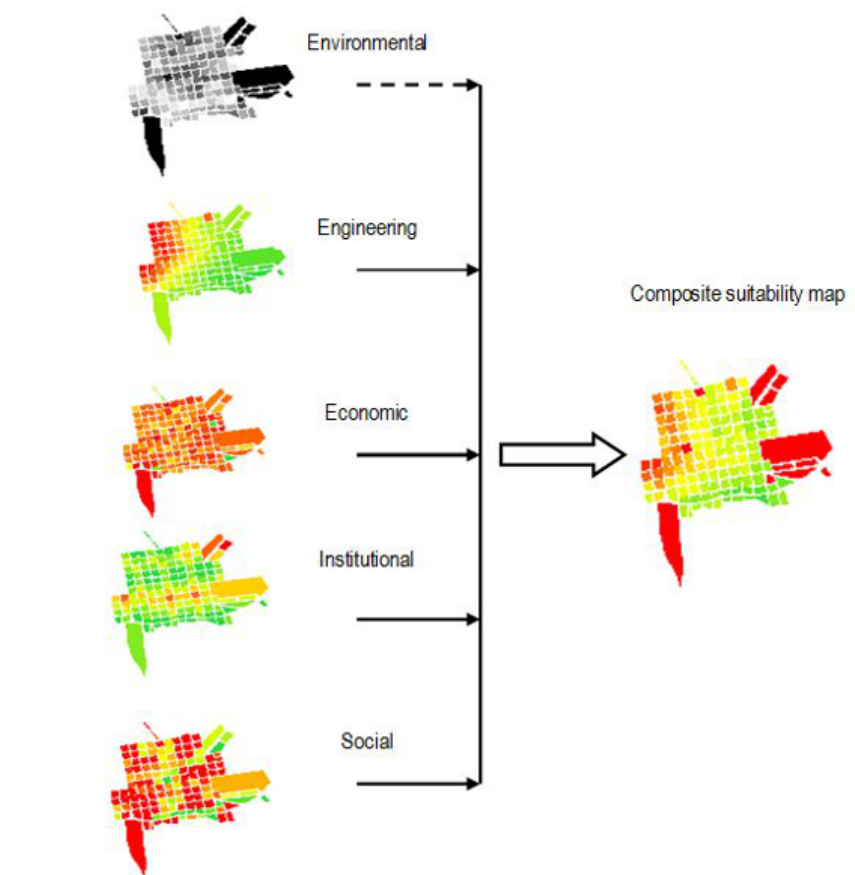 Environmental
Engineering
Composite suitability map
Economic
Institutional
Social